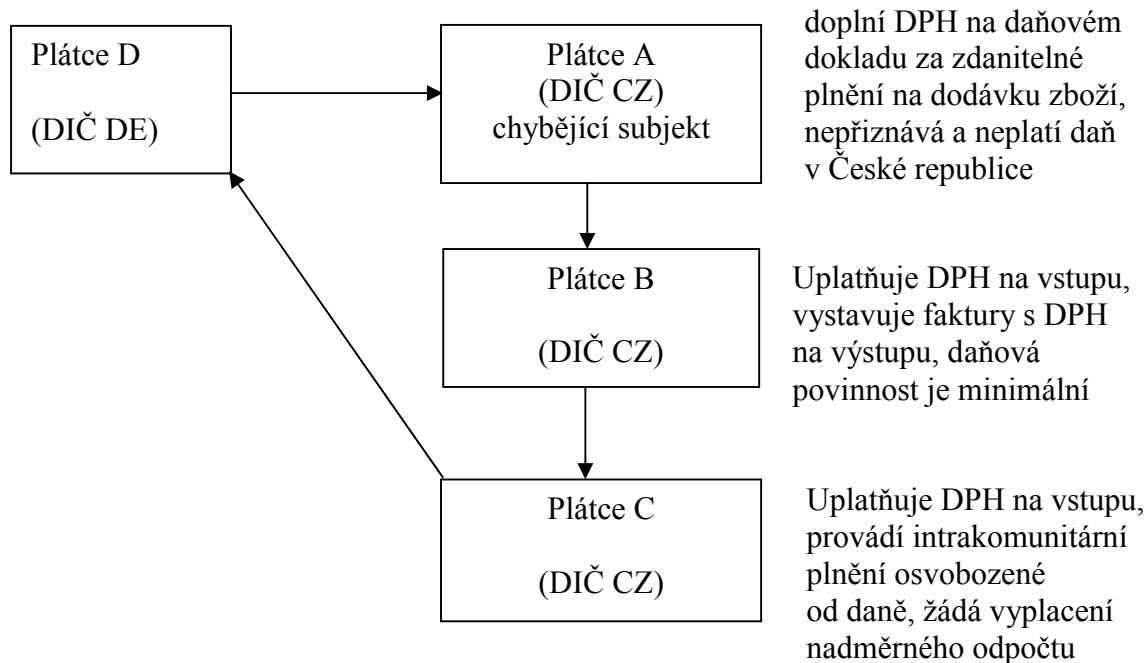 Plátce D
(DIČ DE)
Plátce A
(DIČ CZ)
chybějící subjekt
doplní DPH na daňovém
dokladu za zdanitelné
plnění na dodávku zboží,
nepřiznává a neplatí daň
v České republice
Plátce B
(DIČ CZ)
Uplatňuje DPH na vstupu,
vystavuje faktury s DPH
na výstupu, daňová
povinnost je minimální
Plátce C
(DIČ CZ)
Uplatňuje DPH na vstupu,
provádí intrakomunitární
plnění osvobozené
od daně, žádá vyplacení
nadměrného odpočtu